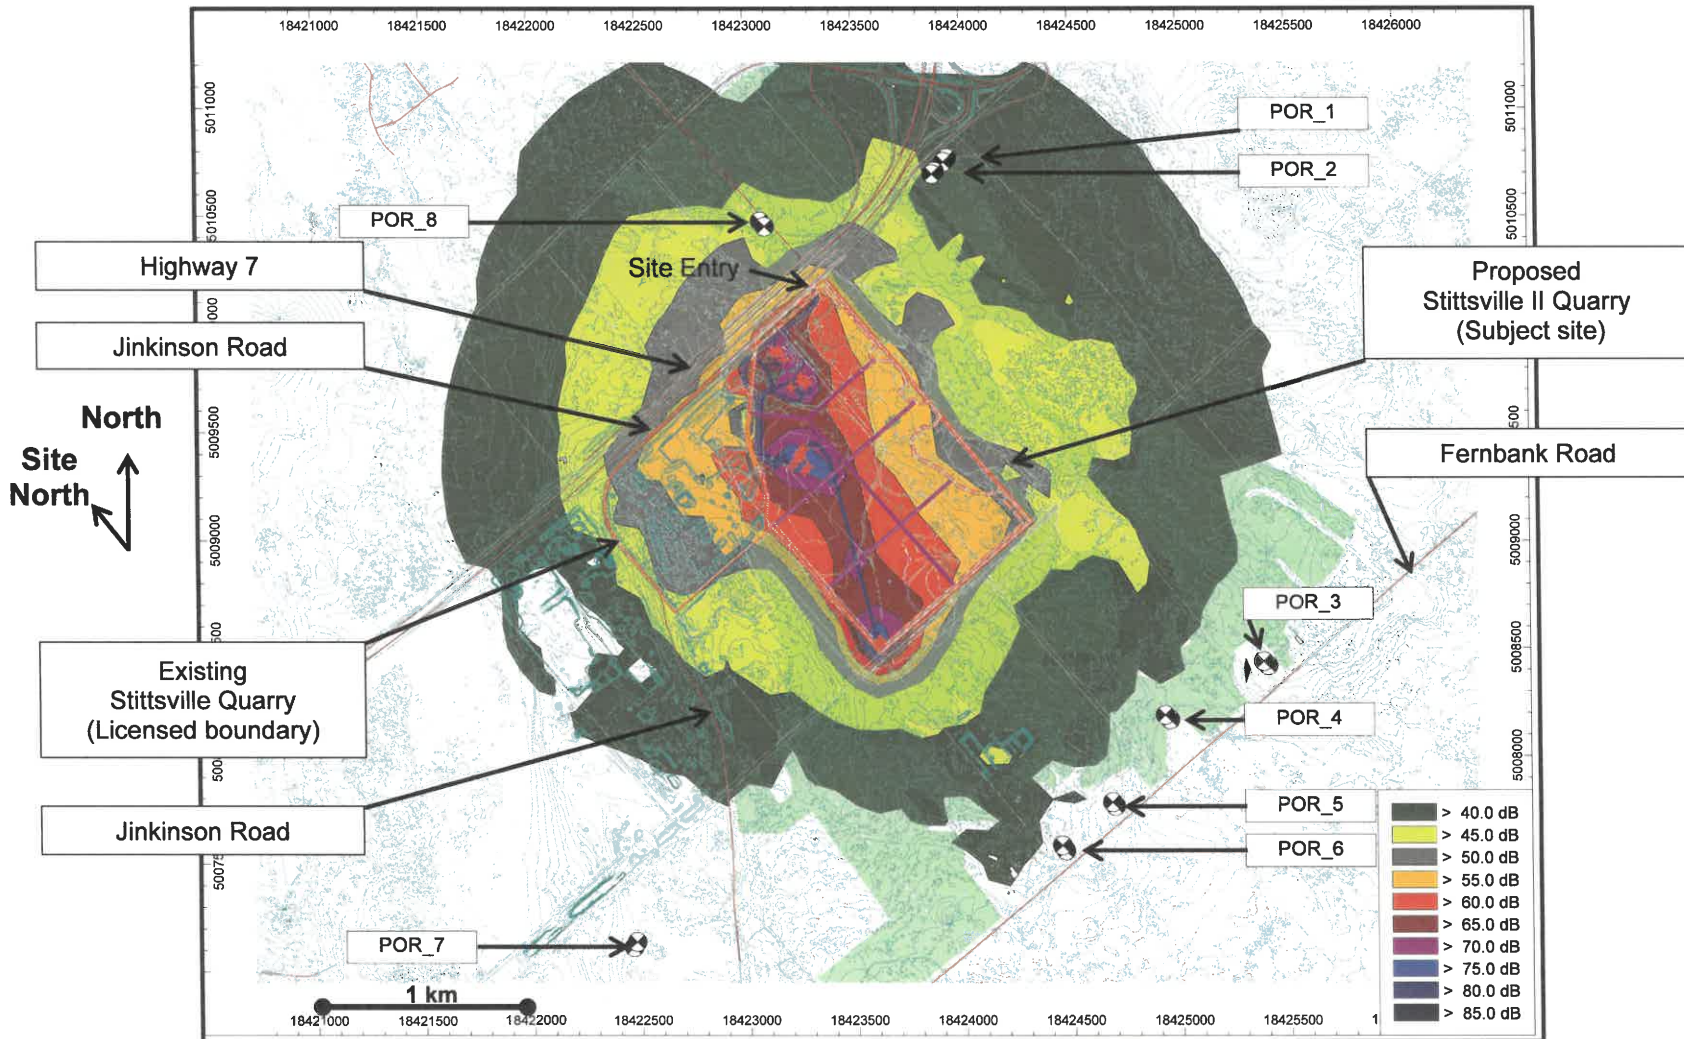 18421000 18421500 18422000 18422500 18423000 18423500 18424000 18424500 18425000 18425500 18426000
5011000
5010500
5009500
5009000
5007500
5011000
5010500
5009000
5008500
5008000
POR_1
POR_2
POR_8
Highway 7
Site Entry
Proposed
Stittsville II Quarry
(Subject site)
Jinkinson Road
North
Site
North
Fernbank Road
POR_3
Existing
Stittsville Quarry
(Licensed boundary)
POR_4
Jinkinson Road
POR_5
POR_6
POR_7
1 km
> 40.0 dB
> 45.0 dB
> 50.0 dB
> 55.0 dB
> 60.0 dB
> 65.0 dB
> 70.0 dB
> 75.0 dB
> 80.0 dB
> 85.0 dB
18421000 18421500 18422000 18422500 18423000 18423500 18424000 18424500 18425000 18425500